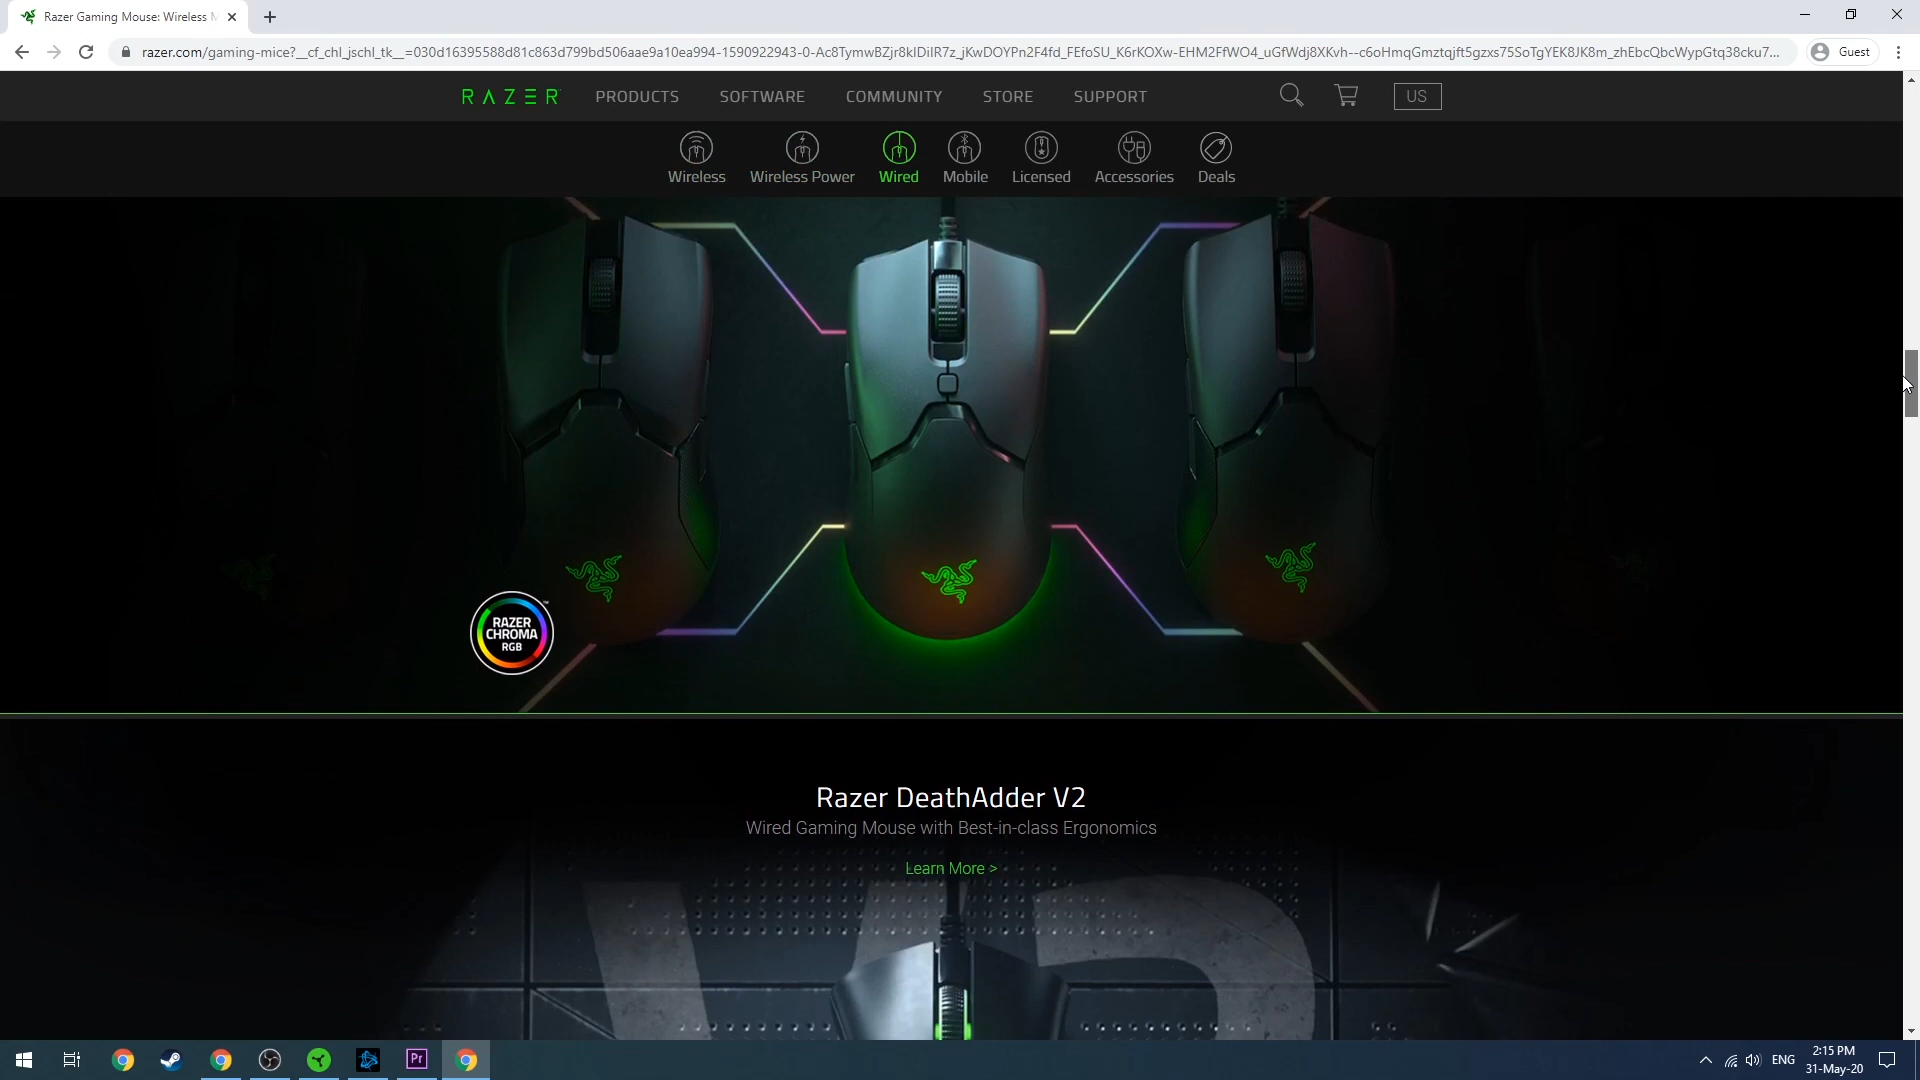 Razer Gaming Mouse: Wireless M
razer.com/gaming-mice?__cf_chl_jschl_tk__=030d16395588d81c863d799bd506aae9a10ea994-1590922943-0-Ac8TymwBZjr8kIDiIR7z_jKwDOYPn2F4fd_FEfoSU_K6rKOXw-EHM2FfWO4_uGfWdj8XKvh--c6oHmqGmztqjft5gzxs75SoTgYEK8JK8m_zhEbcQbcWypGtq38cku7...
Guest
RAZER PRODUCTS SOFTWARE COMMUNITY STORE SUPPORT US
Wireless Wireless Power Wired Mobile Licensed Accessories Deals
RAZER
CHROMA
RGB
Razer DeathAdder V2
Wired Gaming Mouse with Best-in-class Ergonomics
Learn More >
Pr
ENG
2:15 PM
31-May-20